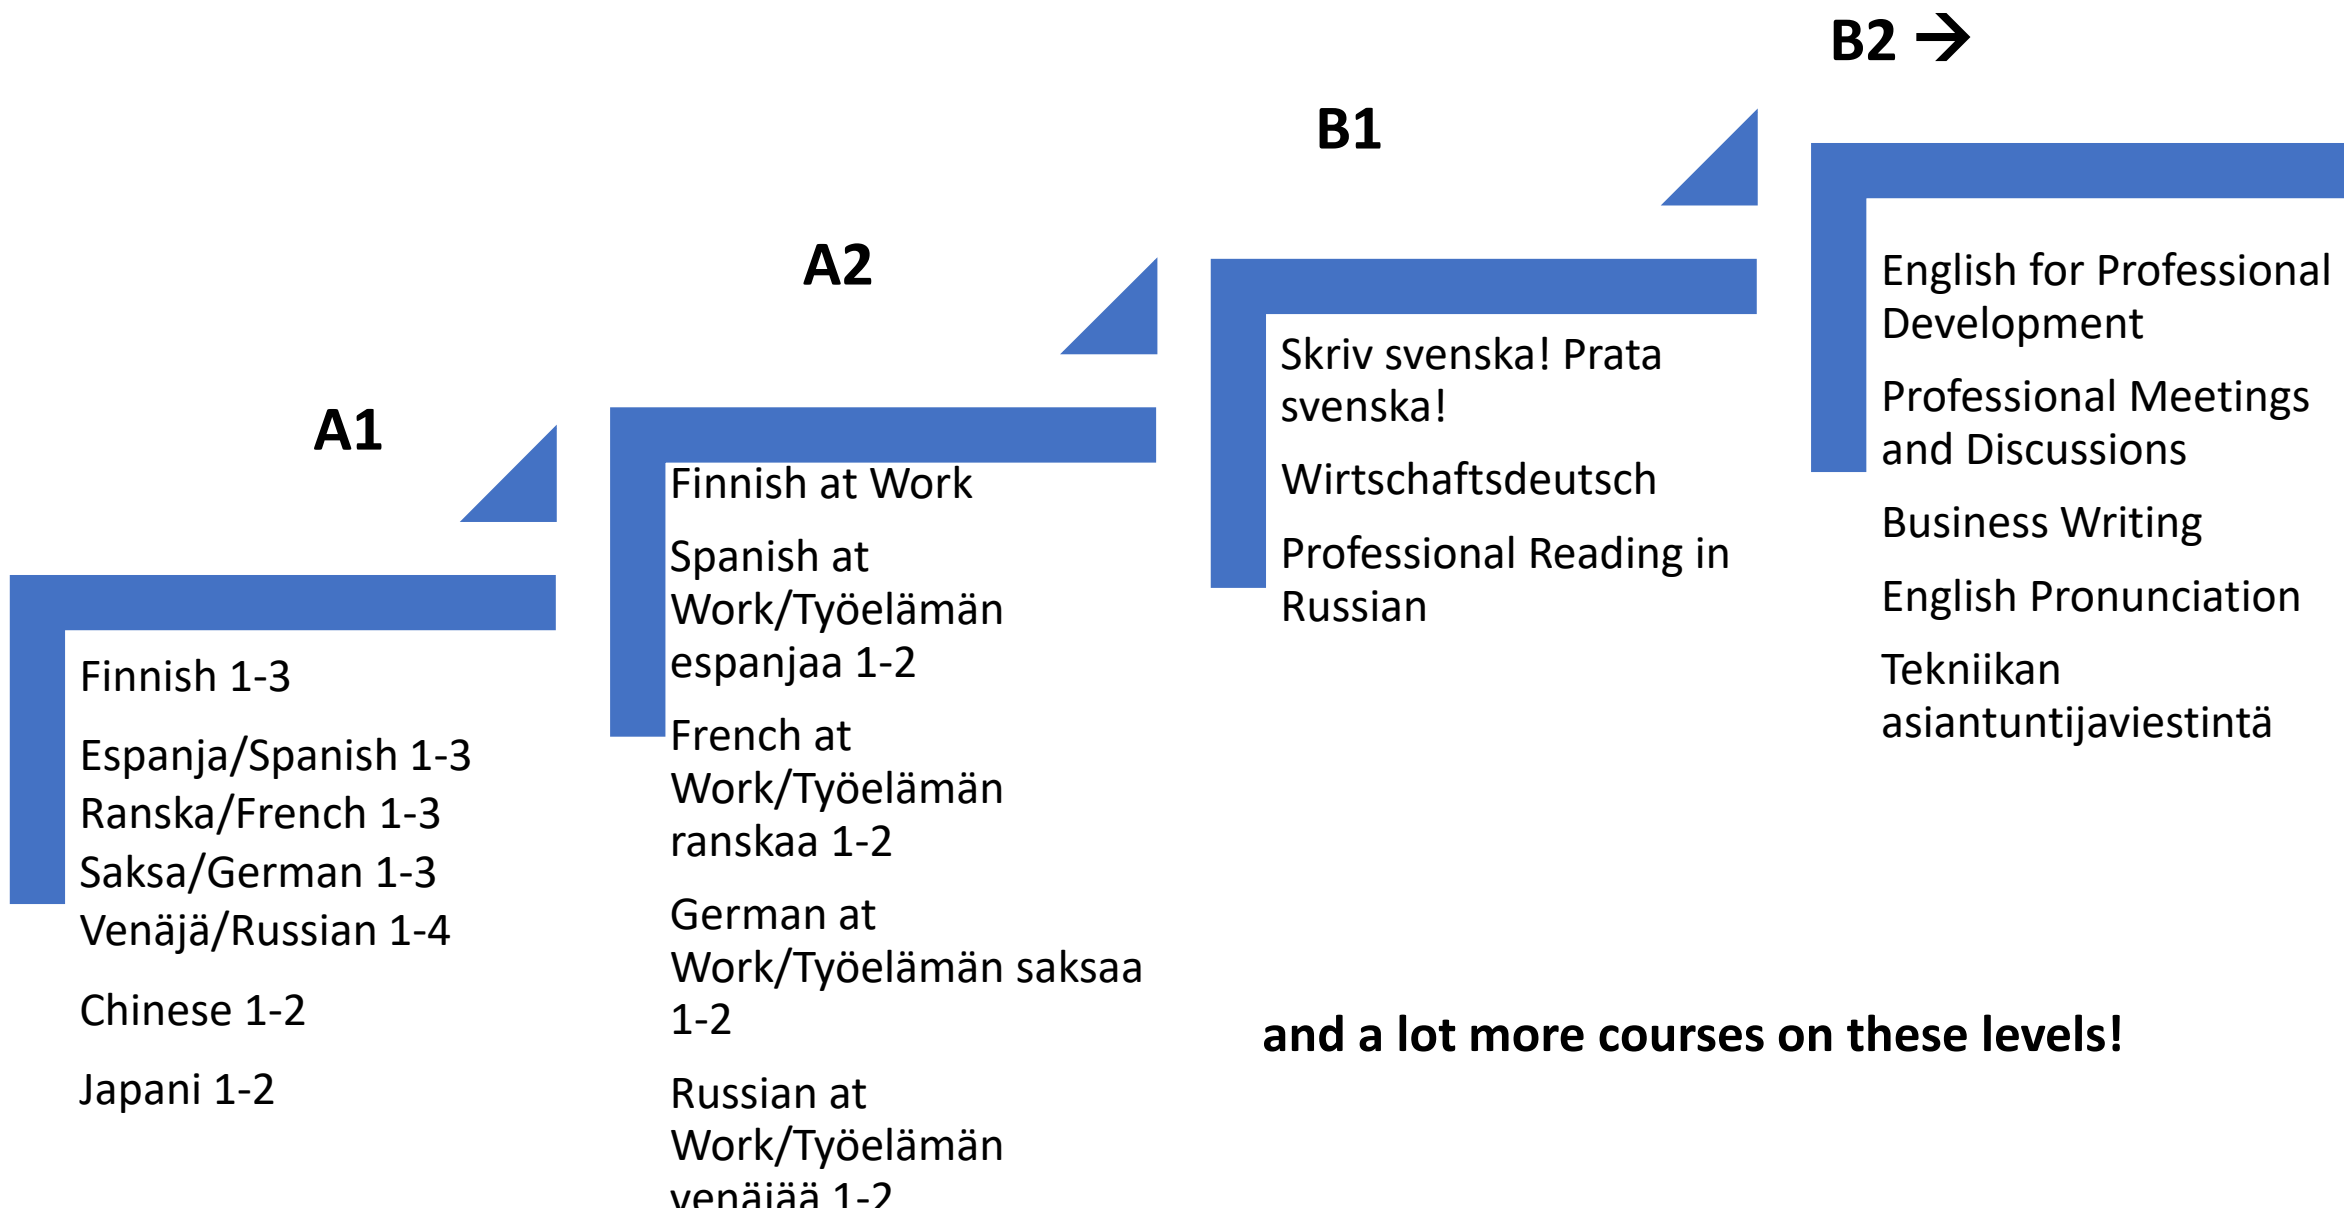 A1
Finnish 1-3
Espanja/Spanish 1-3
Ranska/French 1-3
Saksa/German 1-3
Venäjä/Russian 1-4
Chinese 1-2
Japani 1-2
A2
Finnish at Work
Spanish at
Work/Työelämän
espanjaa 1-2
French at
Work/Työelämän
ranskaa 1-2
German at
Work/Työelämän saksaa
1-2
Russian at
Work/Työelämän
venäjää 1-2
B1
Skriv svenska! Prata
svenska!
Wirtschaftsdeutsch
Professional Reading in
Russian
B2 →
English for Professional
Development
Professional Meetings
and Discussions
Business Writing
English Pronunciation
Tekniikan
asiantuntijaviestintä
and a lot more courses on these levels!